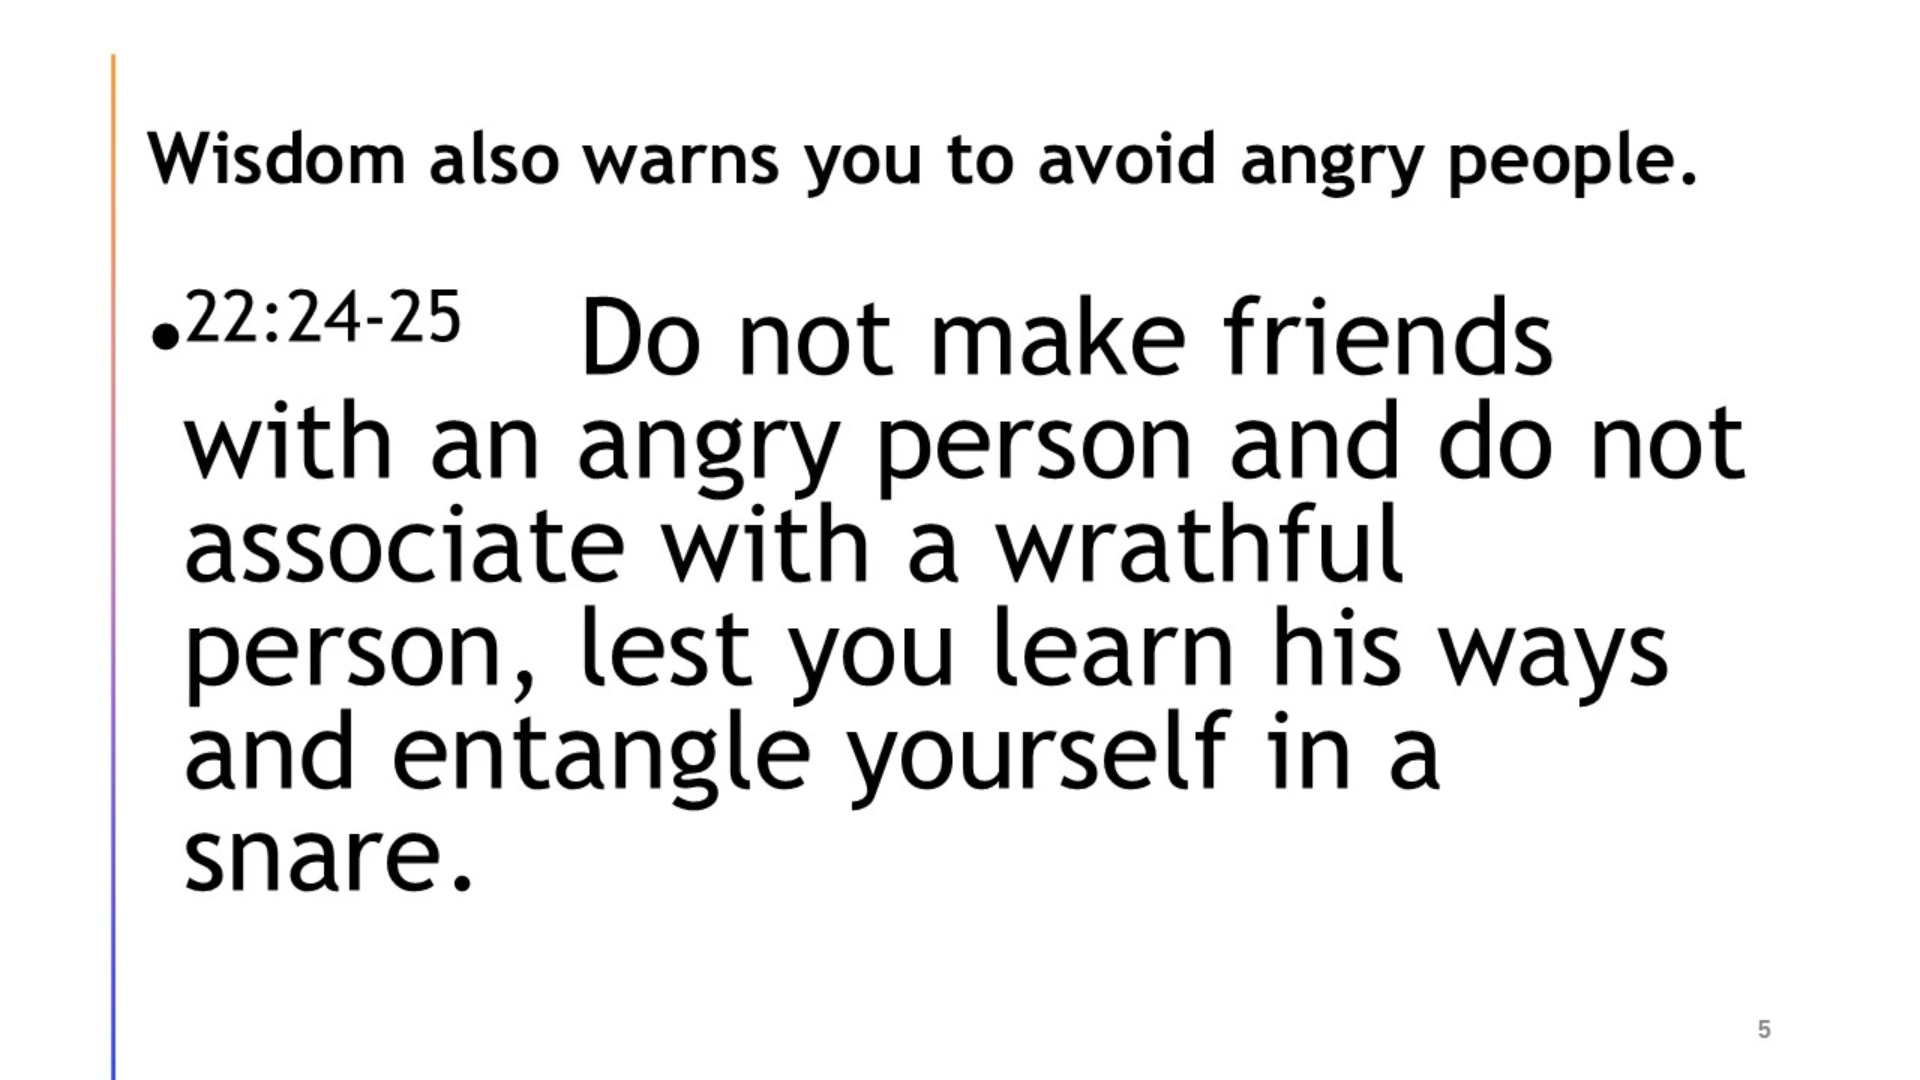 Wisdom also warns you to avoid angry people.
•22:24-25 Do not make friends
with an angry person and do not
associate with a wrathful
person, lest you learn his ways
and entangle yourself in a
snare.
5